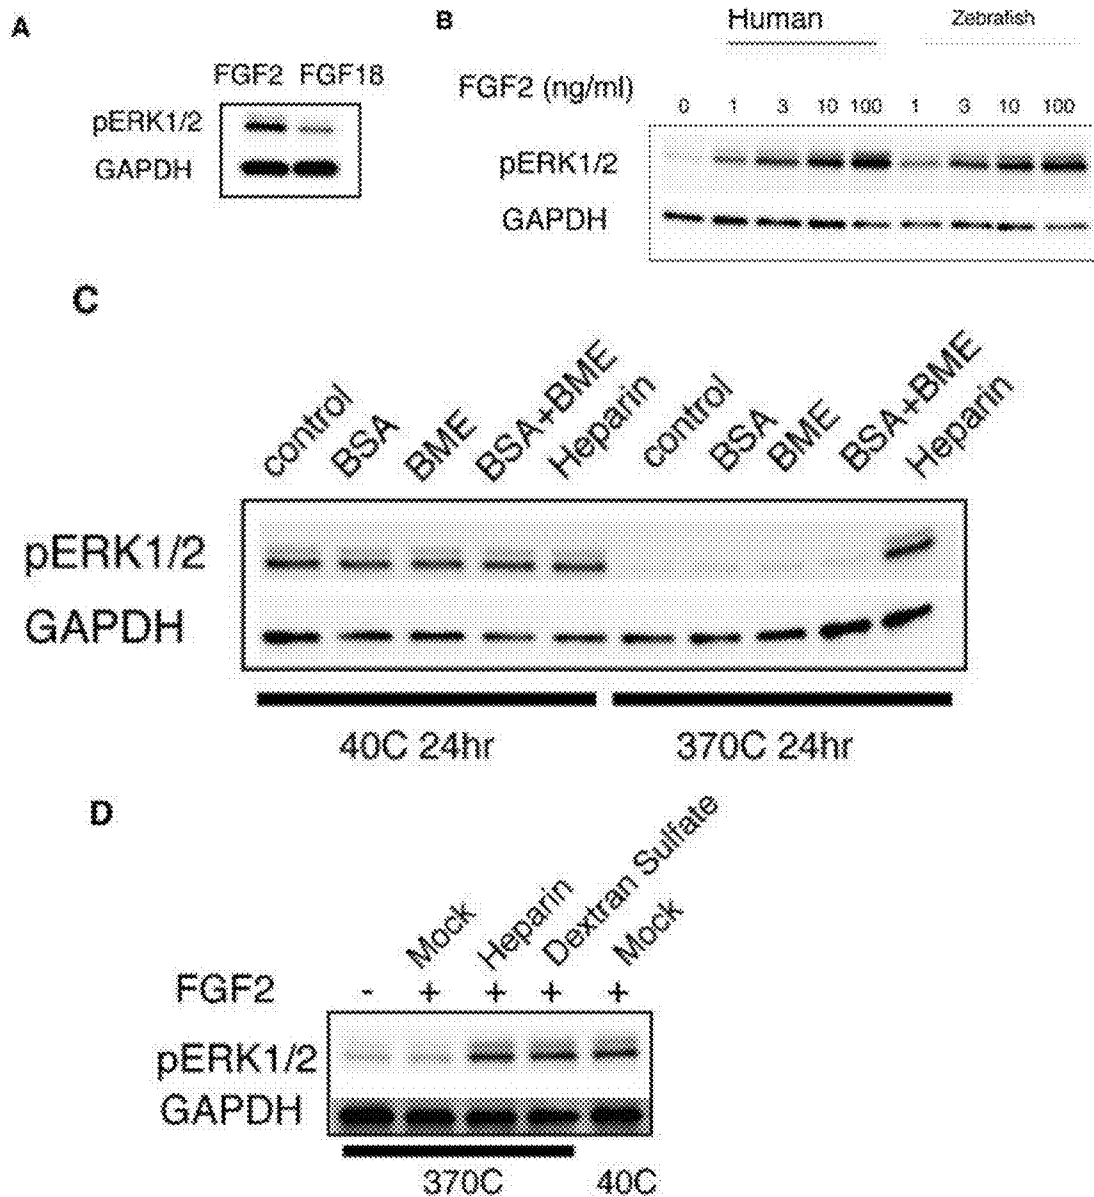 A
FGF2 FGF18
pERK1/2
GAPDH
B
Human Zebrafish
FGF2 (ng/ml) 0 1 3 10 100 1 3 10 100
pERK1/2
GAPDH
C
control BSA BME BSA+BME Heparin control BSA BME BSA+BME Heparin
pERK1/2
GAPDH
40C 24hr 370C 24hr
D
Mock Heparin Dextran Sulfate Mock
FGF2 - + + + +
pERK1/2
GAPDH
370C 40C